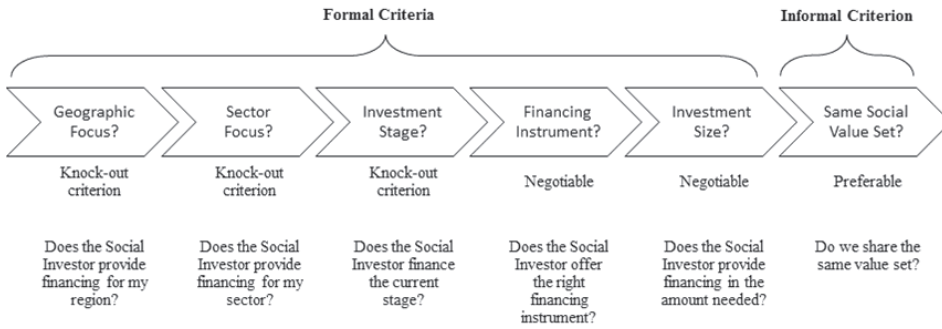 Formal Criteria
Informal Criterion
Geographic
Focus?
Sector
Focus?
Investment
Stage?
Financing
Instrument?
Investment
Size?
Same Social
Value Set?
Knock-out
criterion
Knock-out
criterion
Knock-out
criterion
Negotiable
Negotiable
Preferable
Does the Social
Investor provide
financing for my
region?
Does the Social
Investor provide
financing for my
sector?
Does the Social
Investor finance
the current
stage?
Does the Social
Investor offer
the right
financing
instrument?
Does the Social
Investor provide
financing in the
amount needed?
Do we share the
same value set?